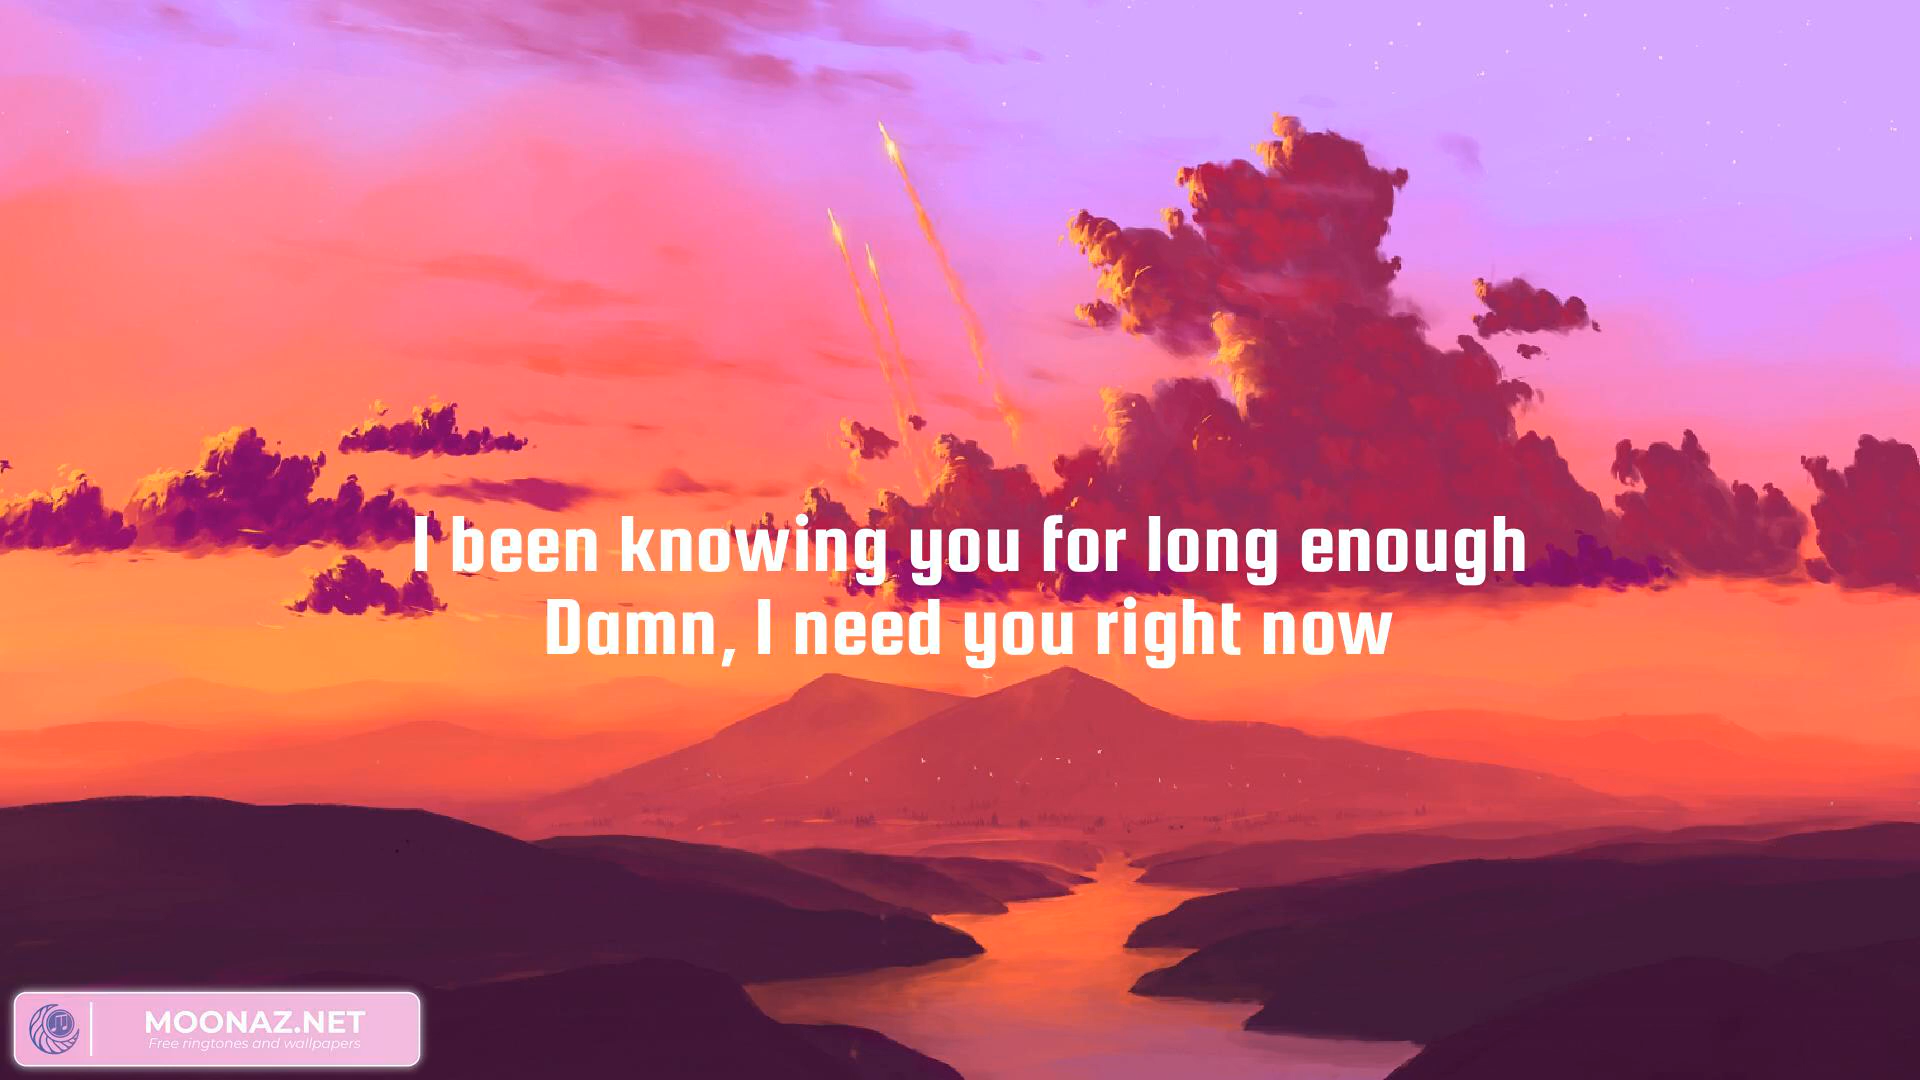 I been knowing you for long enough
Damn, I need you right now
MOONAZ.NET
Free ringtones and wallpapers